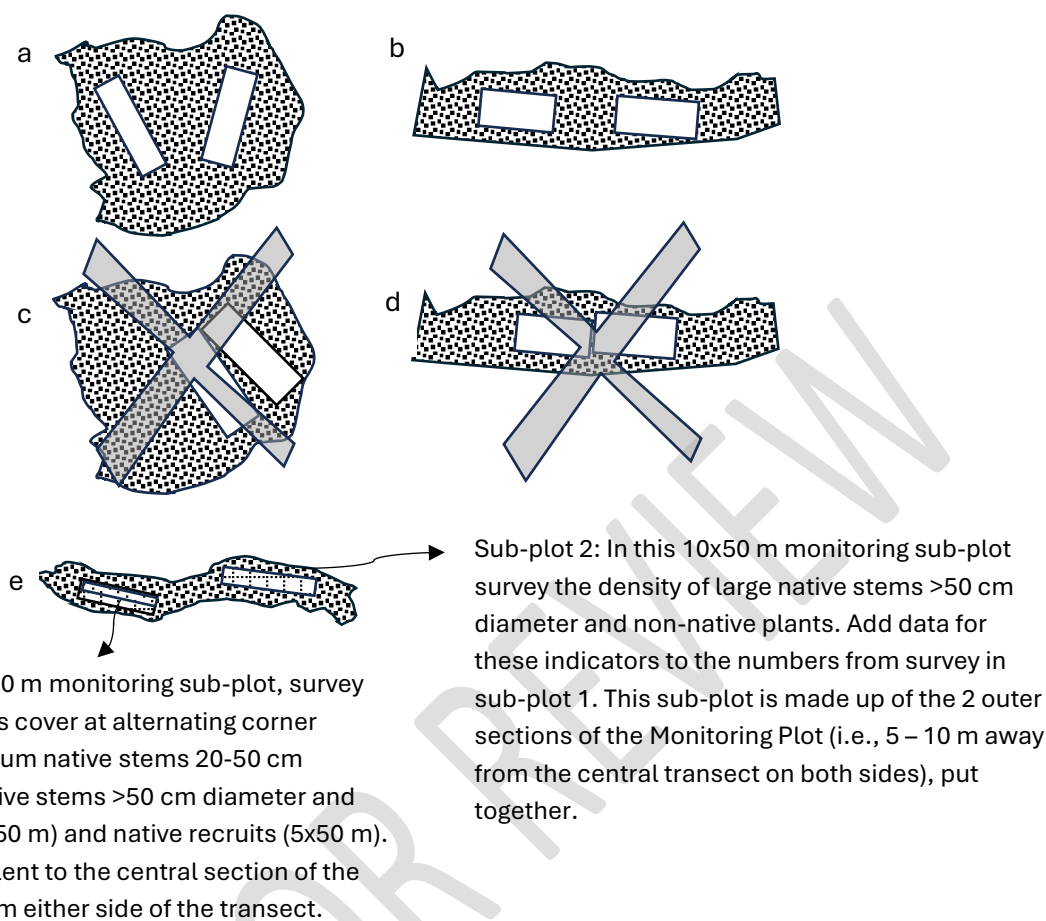 a
b
c
d
e
Sub-plot 2: In this 10x50 m monitoring sub-plot
survey the density of large native stems >50 cm
diameter and non-native plants. Add data for
these indicators to the numbers from survey in
sub-plot 1. This sub-plot is made up of the 2 outer
sections of the Monitoring Plot (i.e., 5 – 10 m away
from the central transect on both sides), put
together.
0 m monitoring sub-plot, survey
s cover at alternating corner
um native stems 20-50 cm
ive stems >50 cm diameter and
50 m) and native recruits (5x50 m).
ent to the central section of the
m either side of the transect.
OR REVIEW